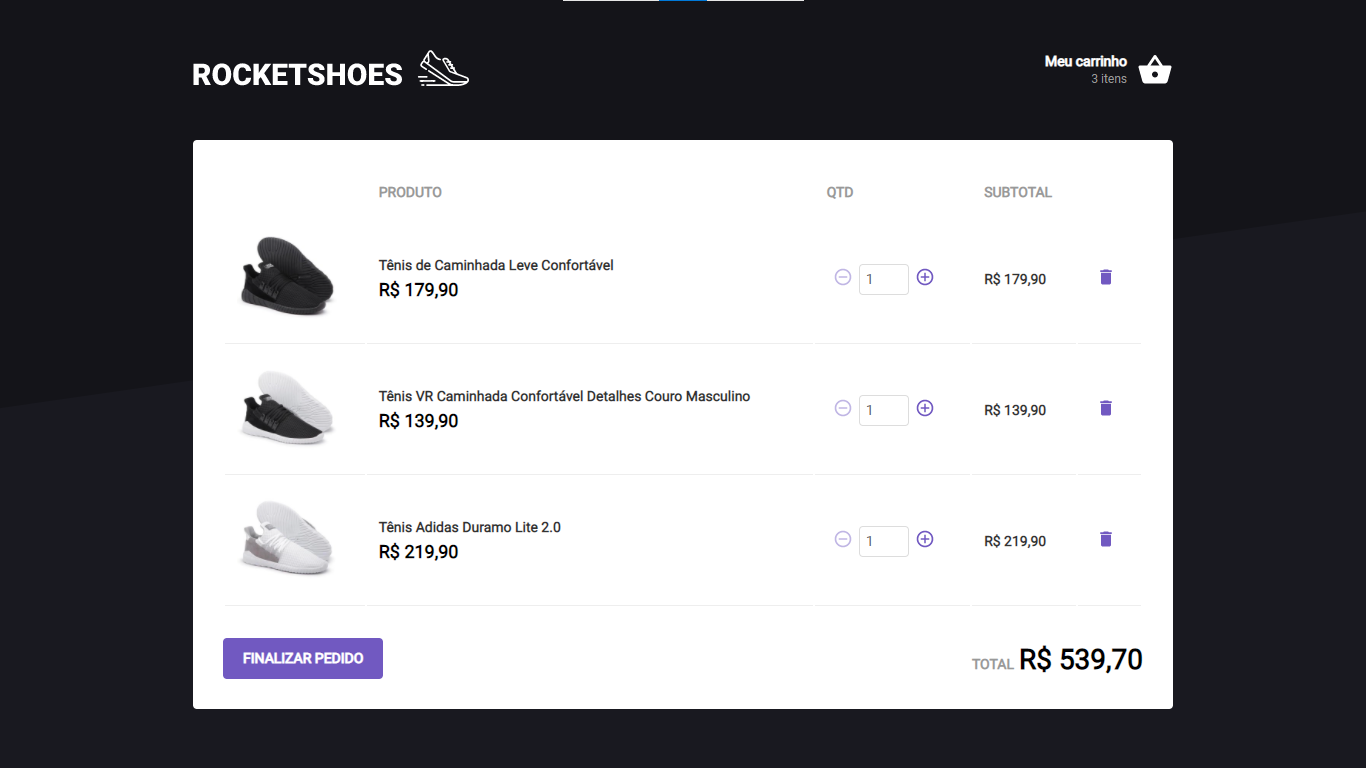 ROCKETSHOES
Meu carrinho
3 itens
PRODUTO QTD SUBTOTAL
Tênis de Caminhada Leve Confortável
R$ 179,90
1
R$ 179,90
Tênis VR Caminhada Confortável Detalhes Couro Masculino
R$ 139,90
1
R$ 139,90
Tênis Adidas Duramo Lite 2.0
R$ 219,90
1
R$ 219,90
FINALIZAR PEDIDO
TOTAL R$ 539,70